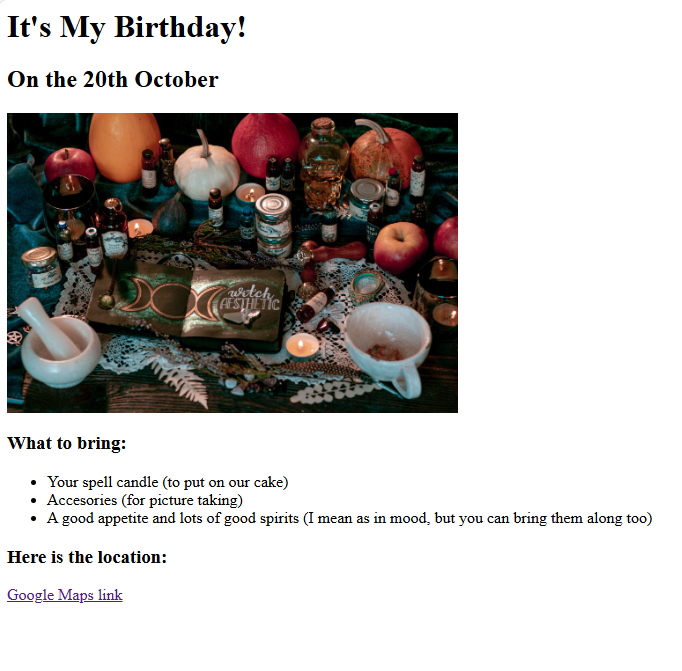 It's My Birthday!
On the 20th October
witch
AESTHETIC
What to bring:
Your spell candle (to put on our cake)
Accesories (for picture taking)
A good appetite and lots of good spirits (I mean as in mood, but you can bring them along too)
Here is the location:
Google Maps link